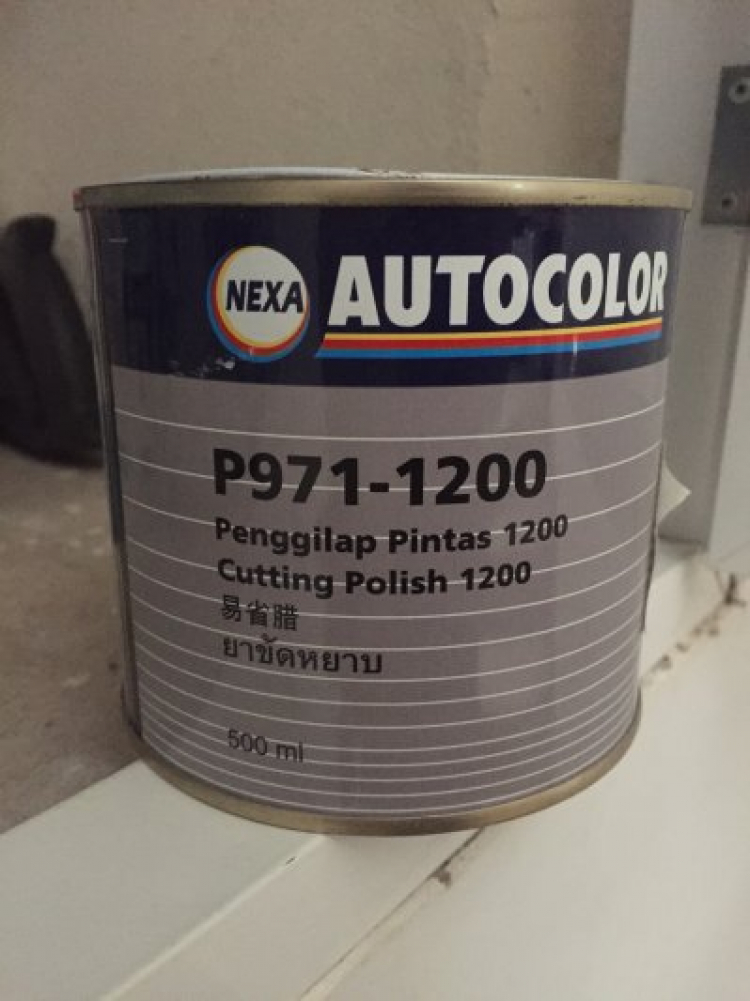 NEXA AUTOCOLOR
P971-1200
Penggilap Pintas 1200
Cutting Polish 1200
易省腊
ยาขัดหยาบ
500 ml